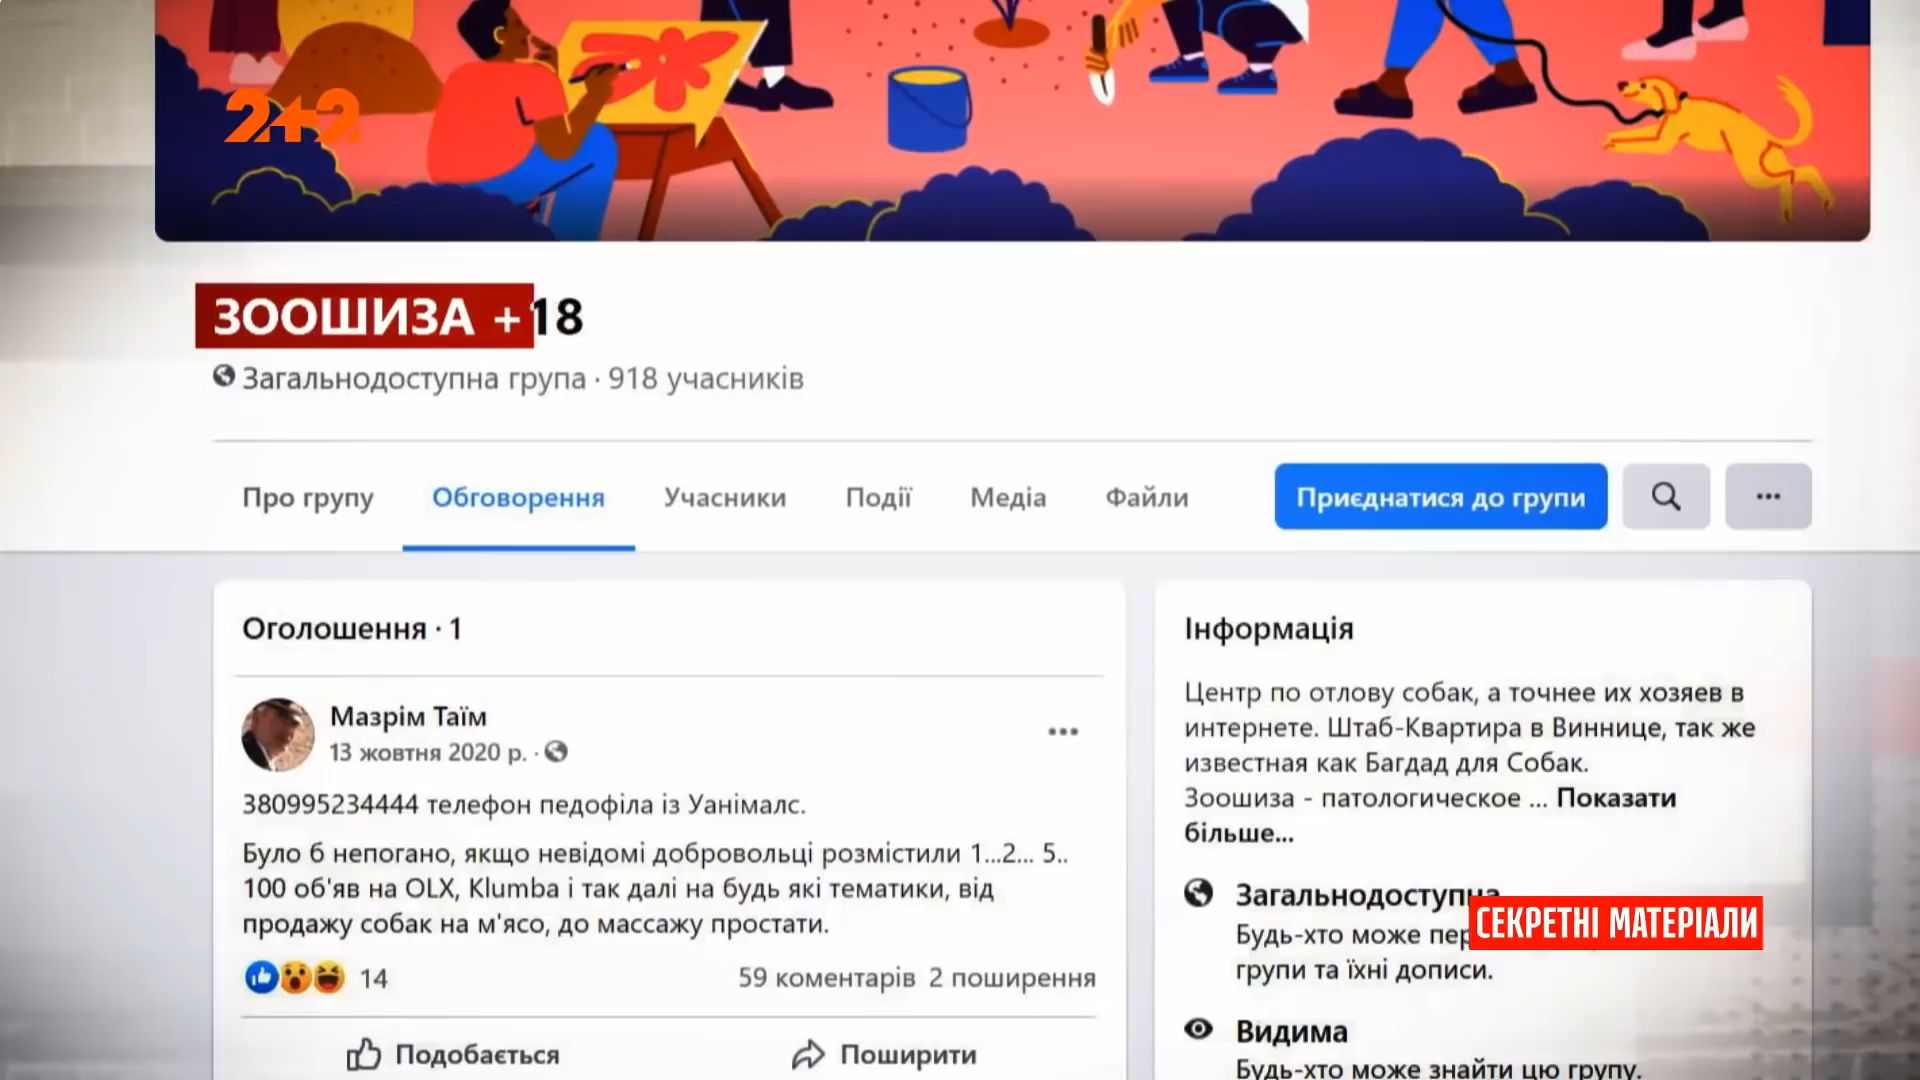 2+2
ЗООШИЗА +18
Загальнодоступна група · 918 учасників
Про групу Обговорення Учасники Події Медіа Файли Приєднатися до групи ...
Оголошення · 1
Мазрім Таїм
13 жовтня 2020 р. ·
380995234444 телефон педофіла із Уанімалс.
Було б непогано, якщо невідомі добровольці розмістили 1...2... 5..
100 об'яв на OLX, Klumba і так далі на будь які тематики, від
продажу собак на м'ясо, до массажу простати.
14 59 коментарів 2 поширення
Подобається Поширити
Інформація
Центр по отлову собак, а точнее их хозяев в
интернете. Штаб-Квартира в Виннице, так же
известная как Багдад для Собак.
Зоошиза - патологическое ... Показати
більше...
Загальнодоступна
СЕКРЕТНІ МАТЕРІАЛИ
Будь-хто може
групи та їхні дописи.
Видима
Будь-хто може знайти цю групу.